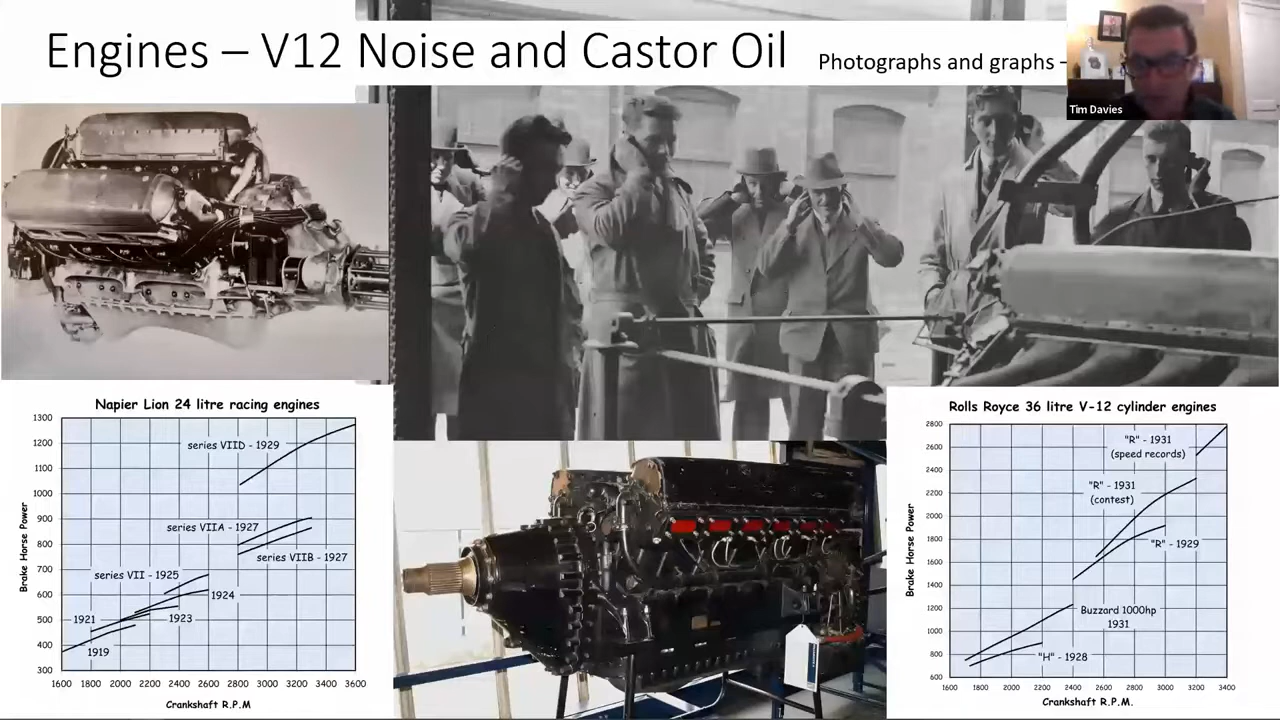 Engines – V12 Noise and Castor Oil
Photographs and graphs –
Tim Davies
Napier Lion 24 litre racing engines
Brake Horse Power
1300
1200
1100
1000
900
800
700
600
500
400
300
series VIID - 1929
series VIIA - 1927
series VIIB - 1927
series VII - 1925
1924
1921
1923
1919
1600 1800 2000 2200 2400 2600 2800 3000 3200 3400 3600
Crankshaft R.P.M
Rolls Royce 36 litre V-12 cylinder engines
Brake Horse Power
2800
2600
2400
2200
2000
1800
1600
1400
1200
1000
800
600
"R" - 1931
(speed records)
"R" - 1931
(contest)
"R" - 1929
Buzzard 1000hp
1931
"H" - 1928
1600 1800 2000 2200 2400 2600 2800 3000 3200 3400
Crankshaft R.P.M.